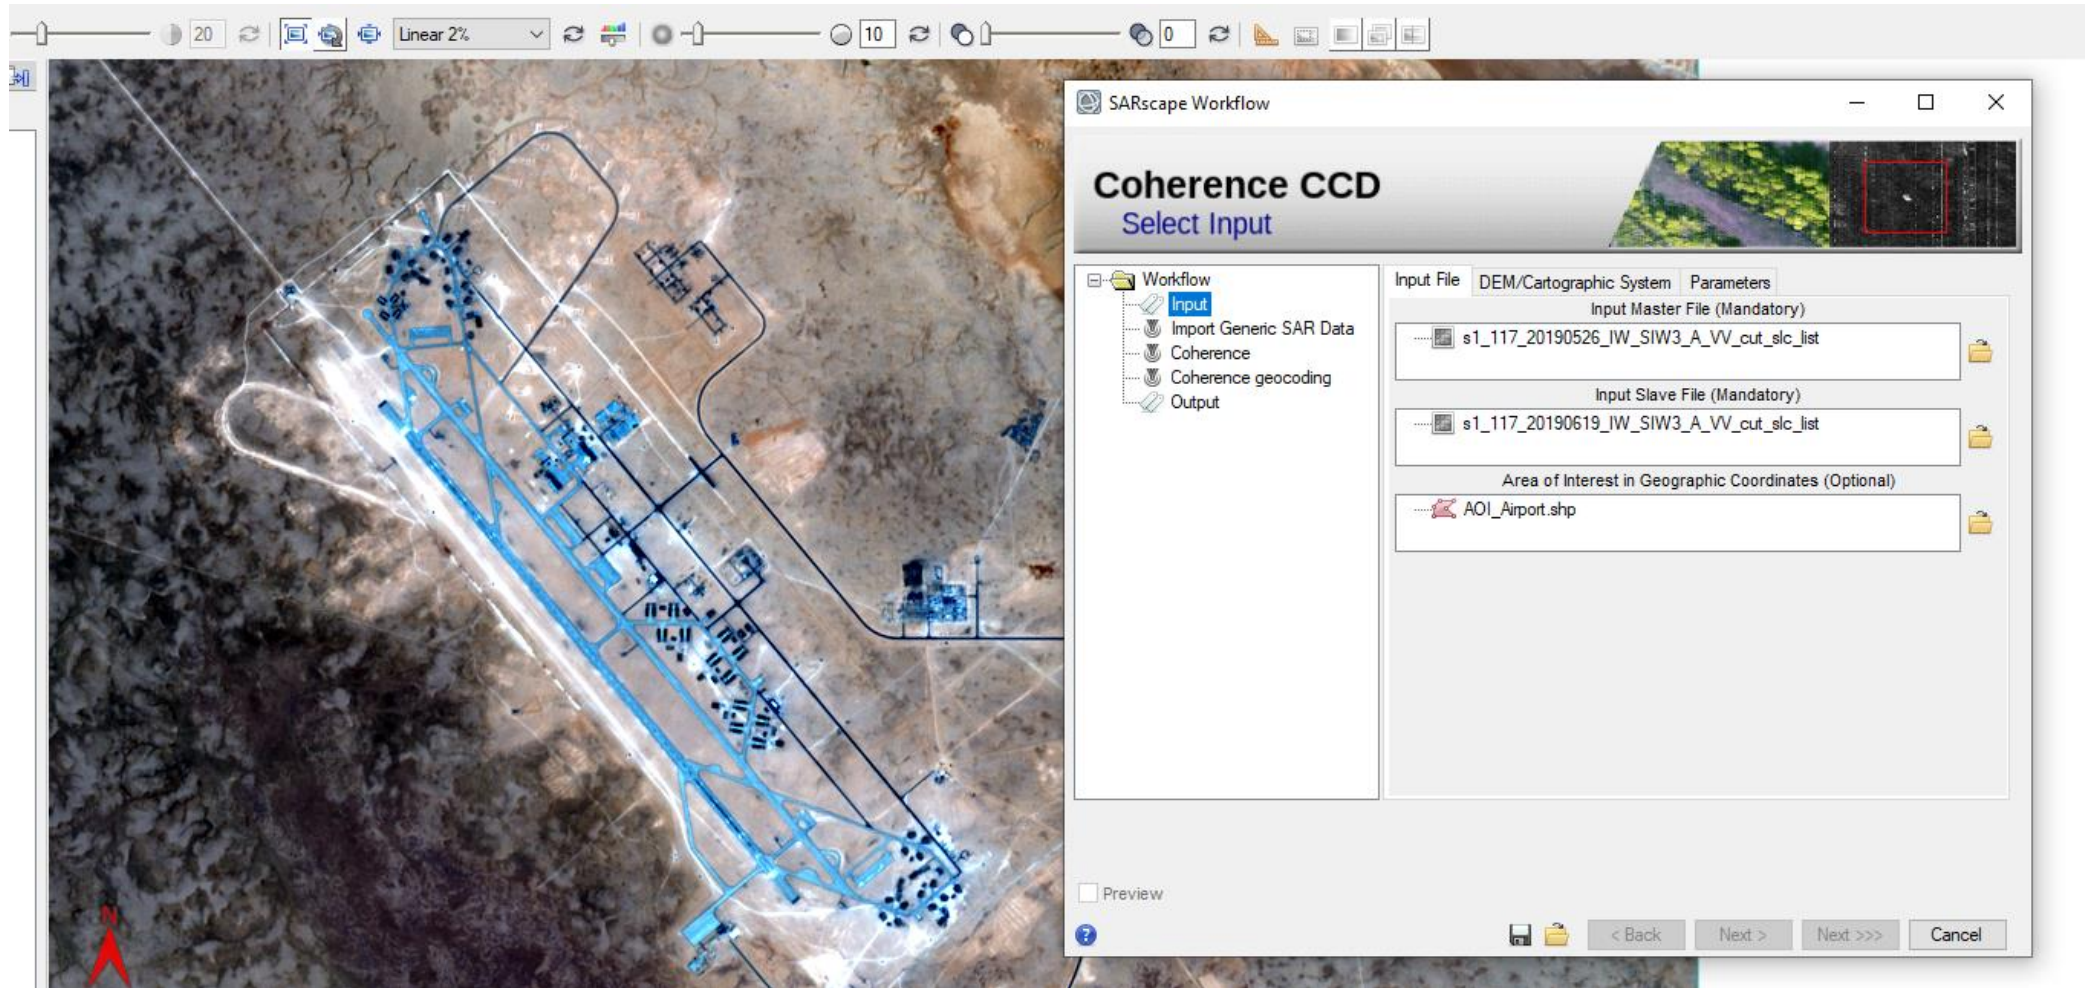 20
Linear 2%
10
0
SARscape Workflow
Coherence CCD
Select Input
Workflow
Input
Import Generic SAR Data
Coherence
Coherence geocoding
Output
Input File
DEM/Cartographic System
Parameters
Input Master File (Mandatory)
s1_117_20190526_IW_SIW3_A_VV_cut_slc_list
Input Slave File (Mandatory)
s1_117_20190619_IW_SIW3_A_VV_cut_slc_list
Area of Interest in Geographic Coordinates (Optional)
AOI_Airport.shp
Preview
?
< Back
Next >
Next >>>
Cancel
N